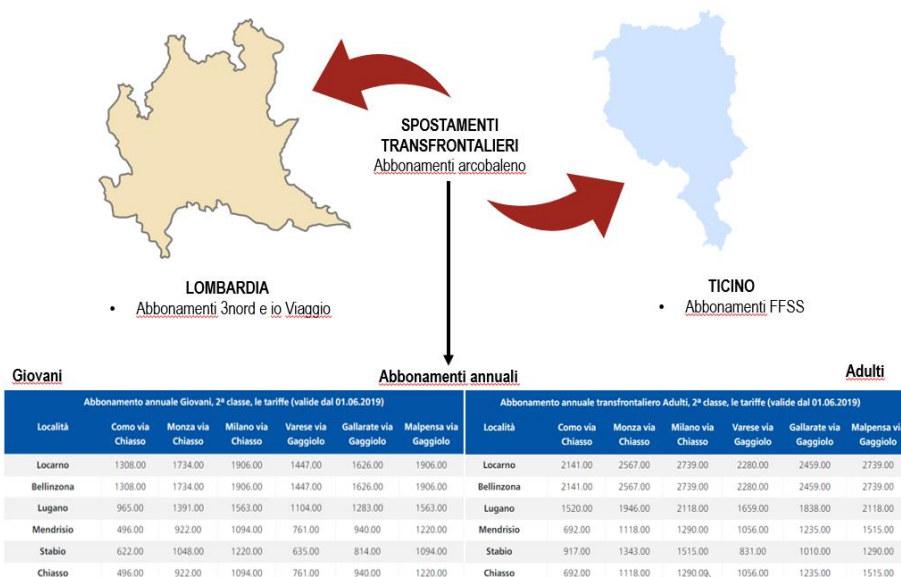 SPOSTAMENTI
TRANSFRONTALIERI
Abbonamenti arcobaleno
LOMBARDIA
• Abbonamenti 3nord e io Viaggio
TICINO
• Abbonamenti FFSS
Giovani
Abbonamenti annuali
Adulti
Abbonamento annuale Giovani, 2ª classe, le tariffe (valide dal 01.06.2019)
Località Como via Chiasso Monza via Chiasso Milano via Chiasso Varese via Gaggiolo Gallarate via Gaggiolo Malpensa via Gaggiolo
Locarno 1308.00 1734.00 1906.00 1447.00 1626.00 1906.00
Bellinzona 1308.00 1734.00 1906.00 1447.00 1626.00 1906.00
Lugano 965.00 1391.00 1563.00 1104.00 1283.00 1563.00
Mendrisio 496.00 922.00 1094.00 761.00 940.00 1220.00
Stabio 622.00 1048.00 1220.00 635.00 814.00 1094.00
Chiasso 496.00 922.00 1094.00 761.00 940.00 1220.00
Abbonamento annuale transfrontaliero Adulti, 2ª classe, le tariffe (valide dal 01.06.2019)
Località Como via Chiasso Monza via Chiasso Milano via Chiasso Varese via Gaggiolo Gallarate via Gaggiolo Malpensa via Gaggiolo
Locarno 2141.00 2567.00 2739.00 2280.00 2459.00 2739.00
Bellinzona 2141.00 2567.00 2739.00 2280.00 2459.00 2739.00
Lugano 1520.00 1946.00 2118.00 1659.00 1838.00 2118.00
Mendrisio 692.00 1118.00 1290.00 1056.00 1235.00 1515.00
Stabio 917.00 1343.00 1515.00 831.00 1010.00 1290.00
Chiasso 692.00 1118.00 1290.00 1056.00 1235.00 1515.00